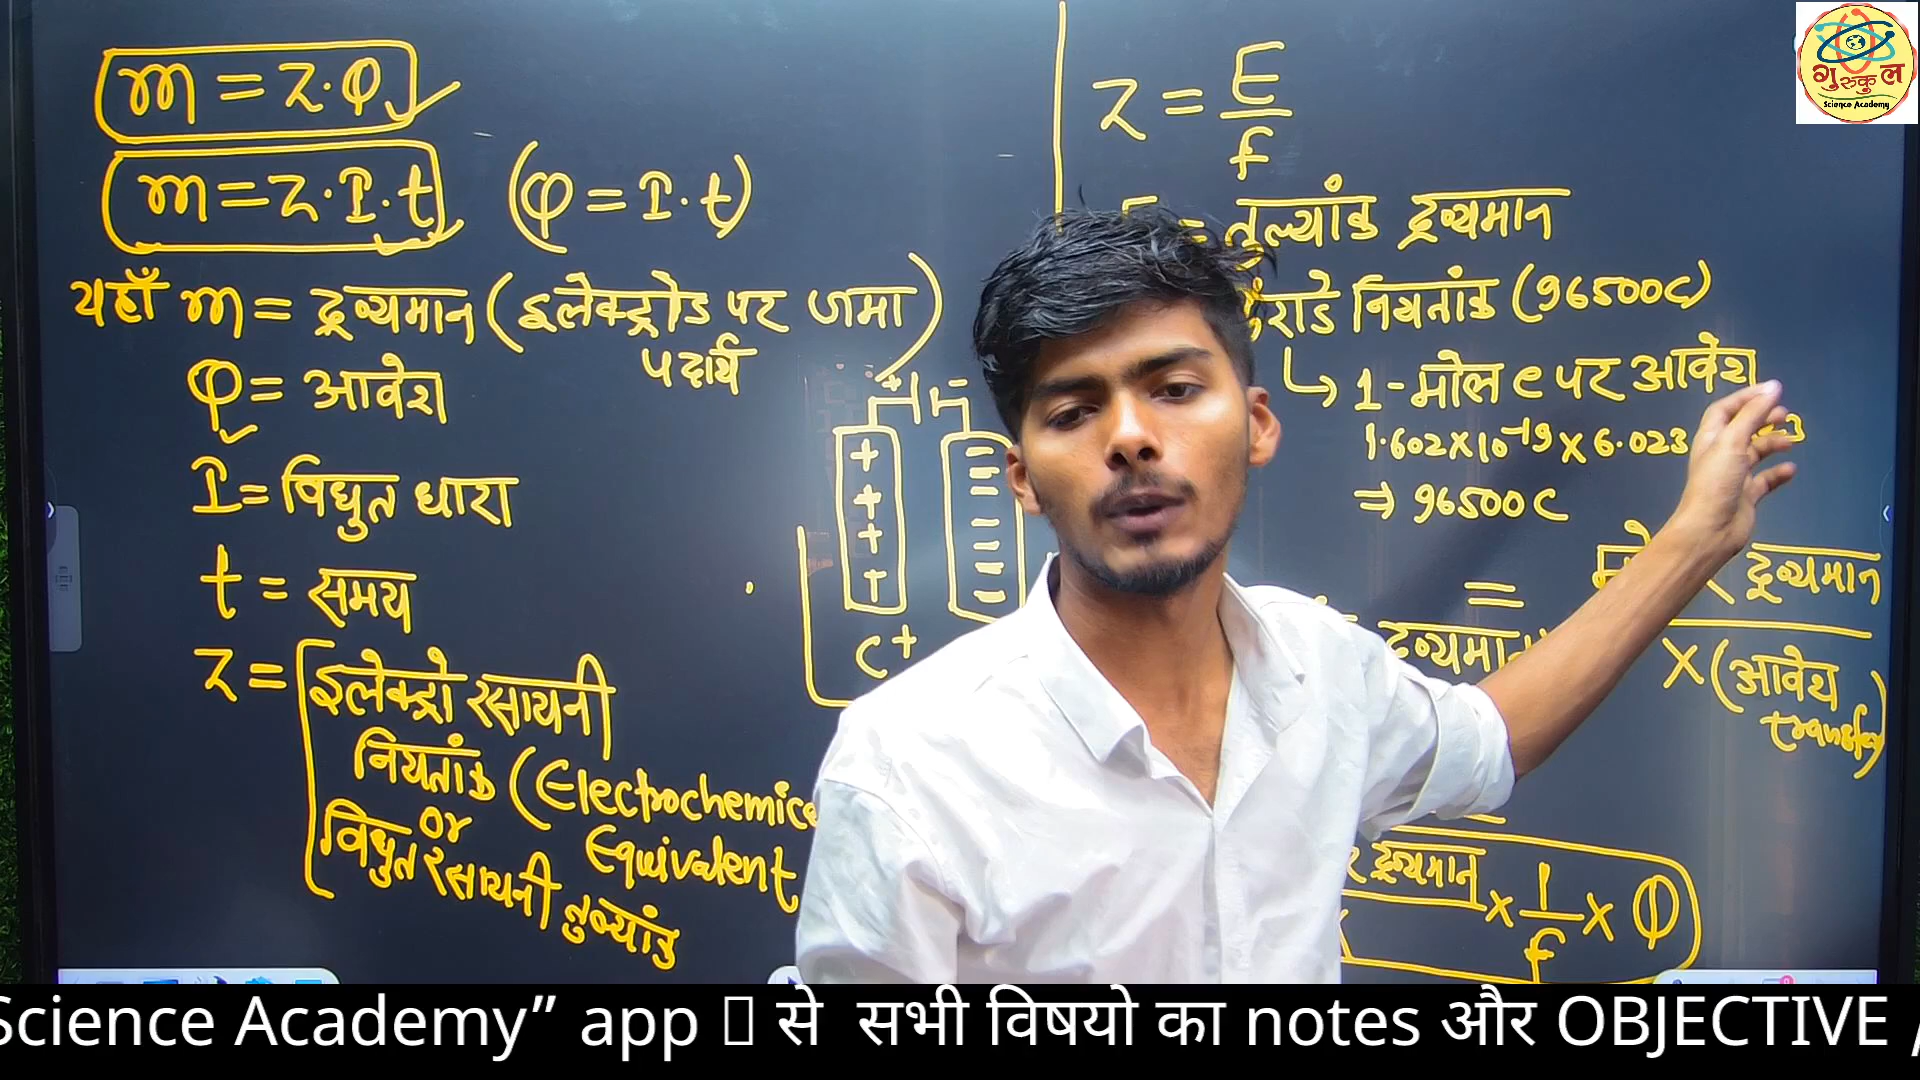 m = Z·Q
m = Z·I·t (Q = I·t)
यहाँ m = द्रव्यमान (इलेक्ट्रोड पर जमा
पदार्थ
Q = आवेश
I = विधुत धारा
t = समय
Z = इलेक्ट्रो रसायनी
नियतांक (Electrochemic
or Equivalent
विधुत रसायनी तुल्यांक
+ -
+ + + +
- - - - -
C+
Z = E/f
= तुल्यांक द्रव्यमान
राडे नियतांक (96500C)
↳ 1-मोल e पर आवेश
1.602×10⁻¹⁹ × 6.023
⇒ 96500C
= द्रव्यमान
द्रव्यमान × (आवेश
transfer)
द्रव्यमान × 1/f × Q
गुरुकुल
Science Academy
Science Academy” app से सभी विषयो का notes और OBJECTIVE